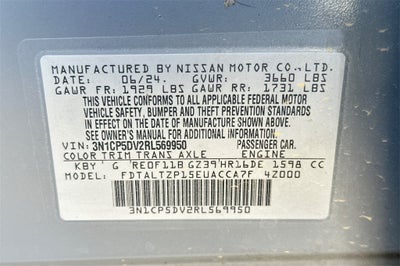 MANUFACTURED BY NISSAN MOTOR CO.,LTD.
DATE: 06/24. GVWR: 3660 LBS
GAWR FR: 1929 LBS GAWR RR: 1731 LBS
THIS VEHICLE CONFORMS TO ALL APPLICABLE FEDERAL MOTOR
VEHICLE SAFETY, BUMPER AND THEFT PREVENTION STANDARDS
IN EFFECT ON THE DATE OF MANUFACTURE SHOWN ABOVE.
SEE OWNER'S MANUAL FOR ADDITIONAL INFORMATION.
VIN: 3N1CP5DV2RL569950 PASSENGER CAR.
COLOR TRIM TRANS AXLE ENGINE
KBY G RE0F11B GZ39 HR16DE 1598 CC
MODEL: FDTALTZP15EUACCA7F 4Z000
3N1CP5DV2RL569950